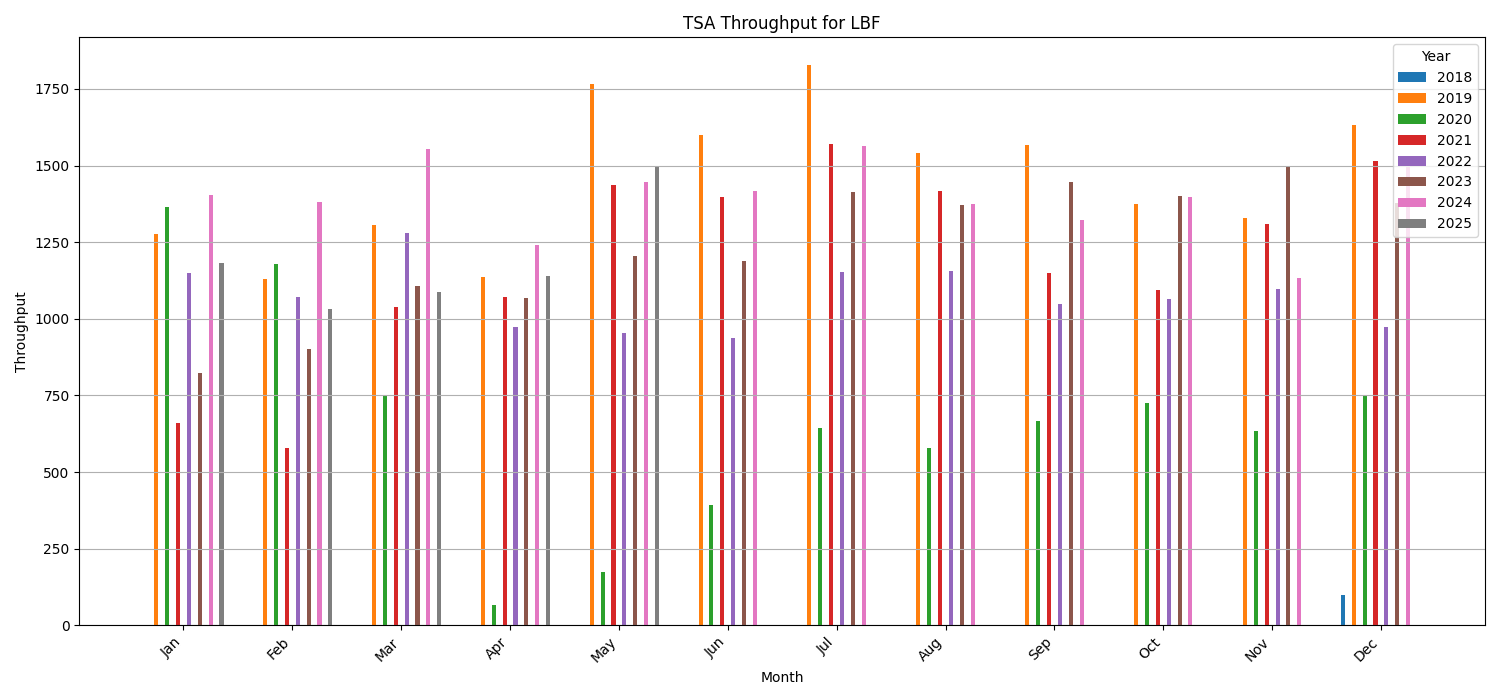 TSA Throughput for LBF
Year
2018
2019
2020
2021
2022
2023
2024
2025
1750
1500
1250
1000
750
500
250
0
Throughput
Jan
Feb
Mar
Apr
May
Jun
Jul
Aug
Sep
Oct
Nov
Dec
Month